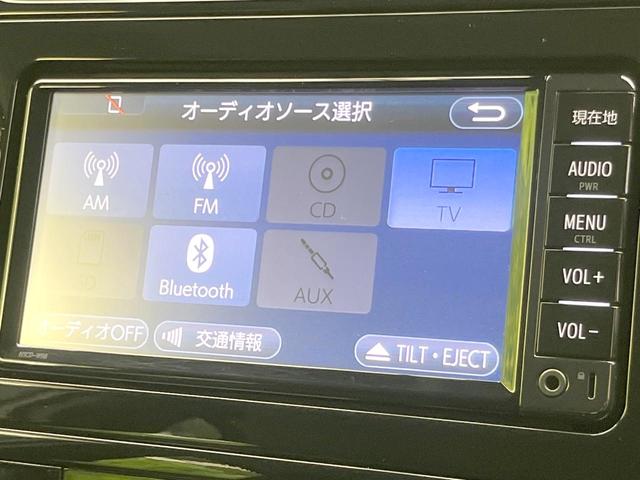 オーディオソース選択
現在地
AM
FM
CD
TV
AUDIO
PWR
SD
Bluetooth
AUX
MENU
CTRL
VOL+
オーディオOFF
交通情報
TILT・EJECT
VOL-